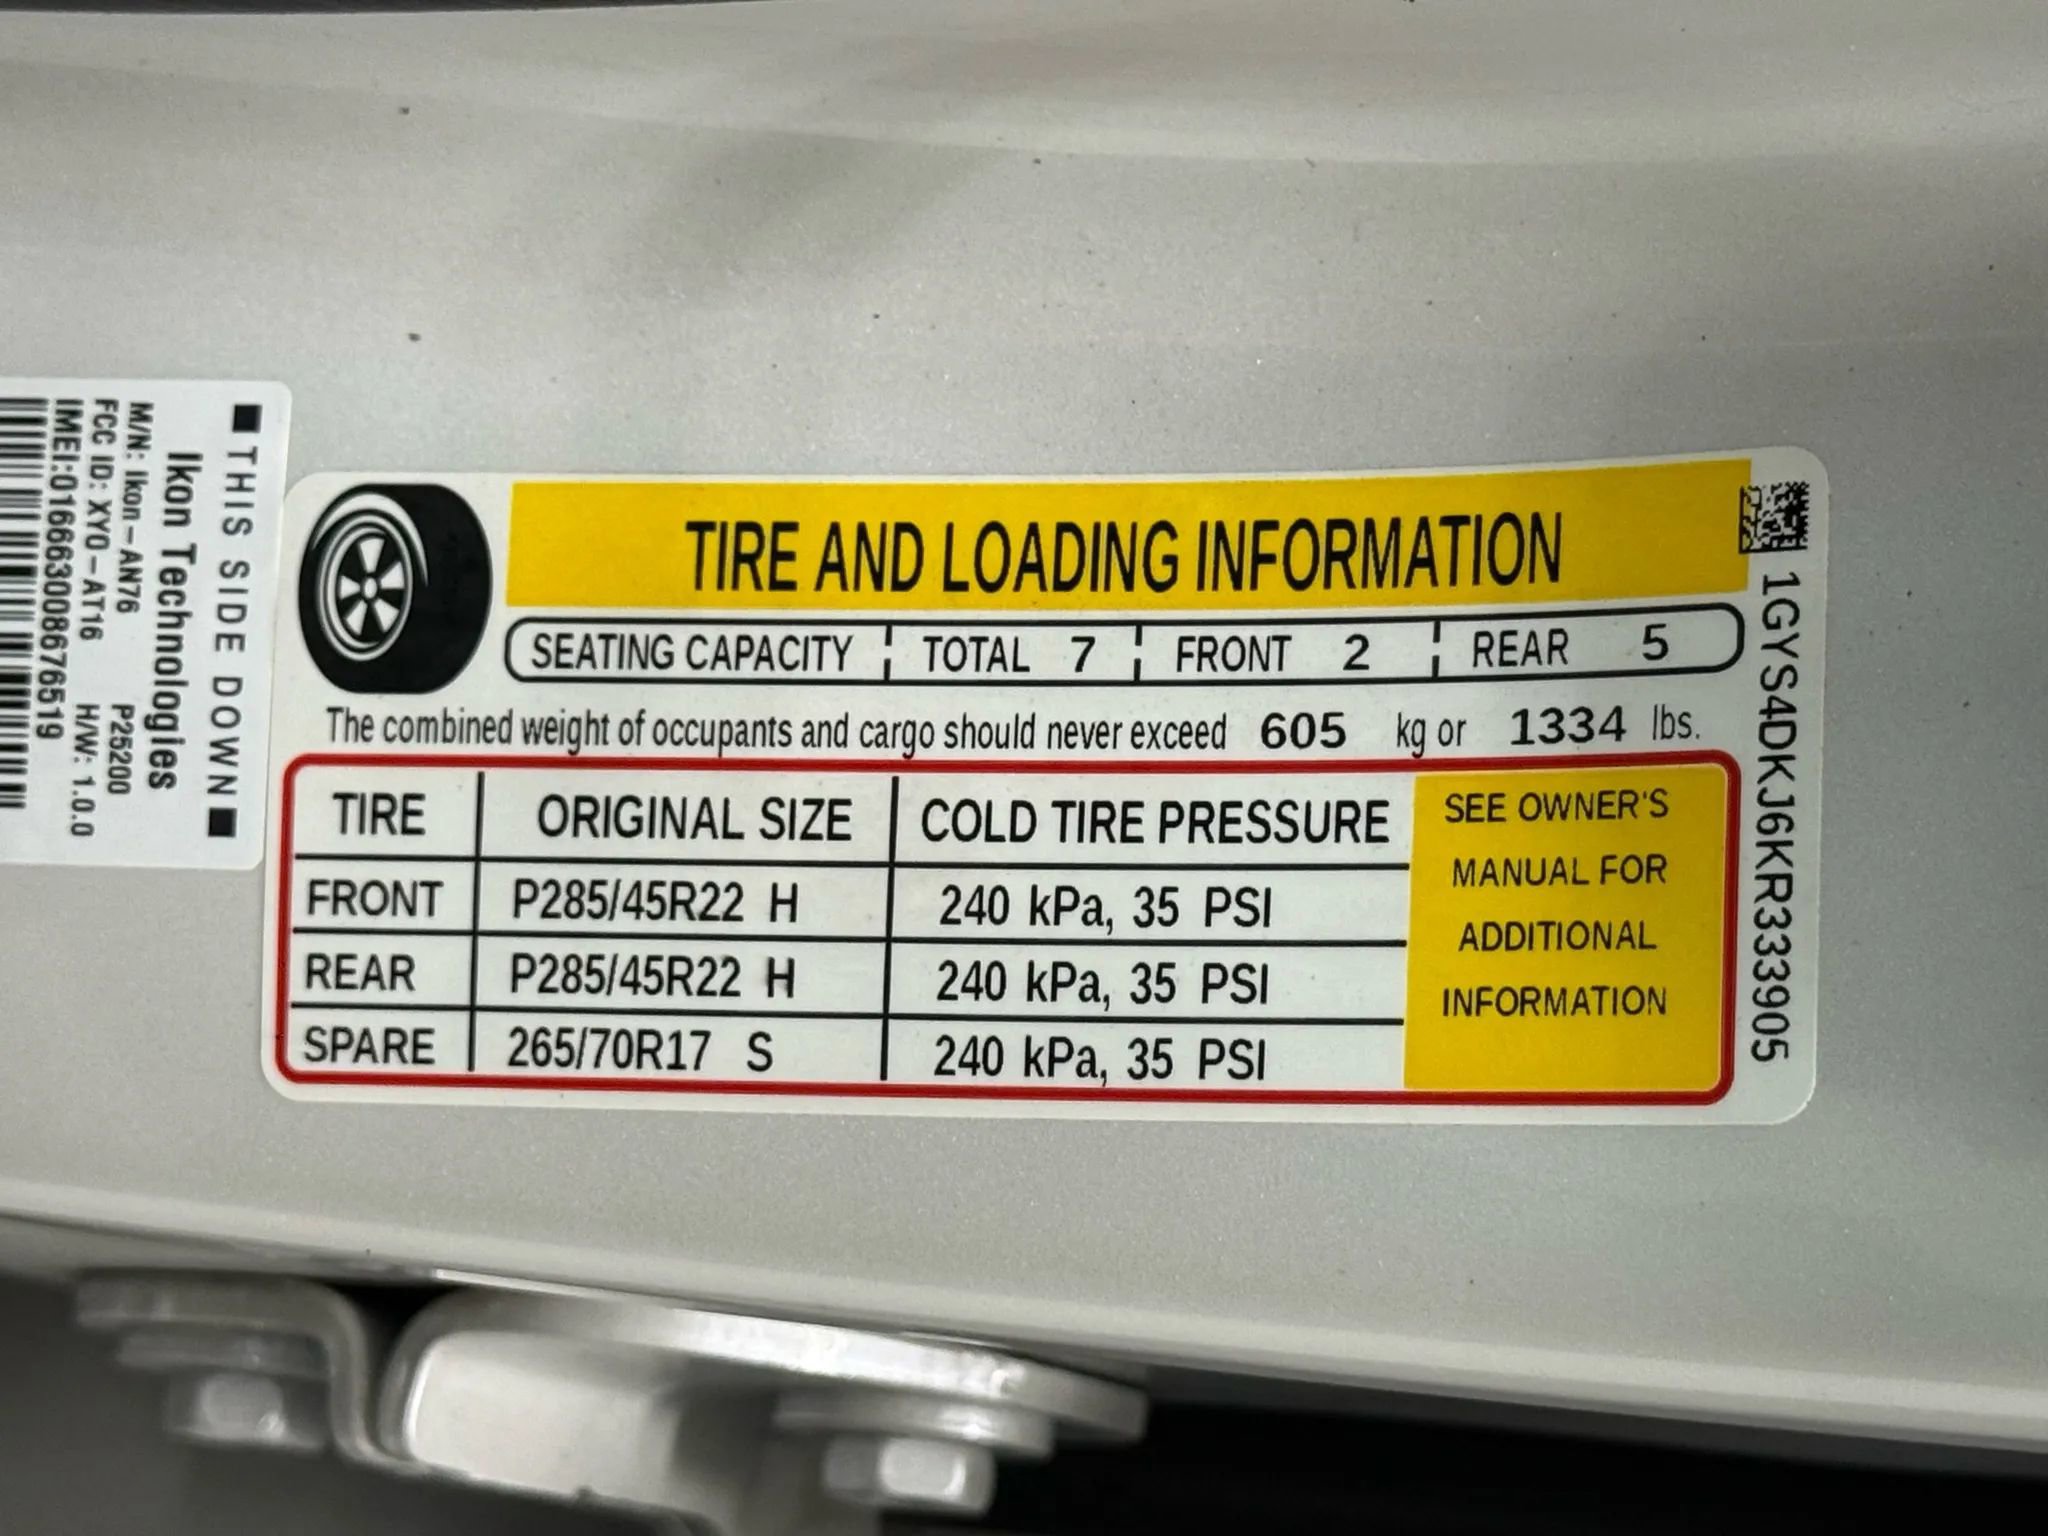 ■ THIS SIDE DOWN ■
Ikon Technologies
M/N: Ikon-AN76 P25200
FCC ID: XY0-AT16 H/W: 1.0.0
IMEI:016663008676519
TIRE AND LOADING INFORMATION
SEATING CAPACITY TOTAL 7 FRONT 2 REAR 5
The combined weight of occupants and cargo should never exceed 605 kg or 1334 lbs.
TIRE ORIGINAL SIZE COLD TIRE PRESSURE
FRONT P285/45R22 H 240 kPa, 35 PSI
REAR P285/45R22 H 240 kPa, 35 PSI
SPARE 265/70R17 S 240 kPa, 35 PSI
SEE OWNER'S
MANUAL FOR
ADDITIONAL
INFORMATION
1GYS4DKJ6KR333905